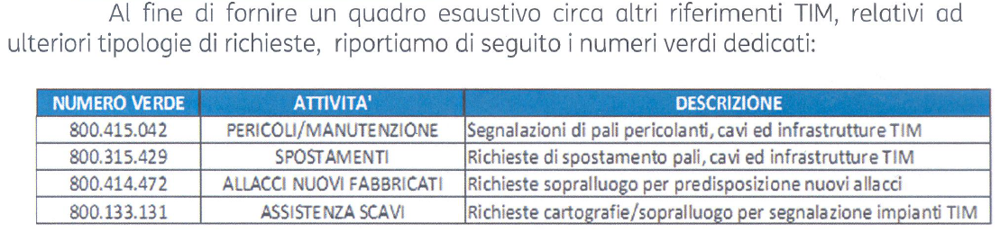 Al fine di fornire un quadro esaustivo circa altri riferimenti TIM, relativi ad
ulteriori tipologie di richieste, riportiamo di seguito i numeri verdi dedicati:
NUMERO VERDE ATTIVITA' DESCRIZIONE
800.415.042 PERICOLI/MANUTENZIONE Segnalazioni di pali pericolanti, cavi ed infrastrutture TIM
800.315.429 SPOSTAMENTI Richieste di spostamento pali, cavi ed infrastrutture TIM
800.414.472 ALLACCI NUOVI FABBRICATI Richieste sopralluogo per predisposizione nuovi allacci
800.133.131 ASSISTENZA SCAVI Richieste cartografie/sopralluogo per segnalazione impianti TIM